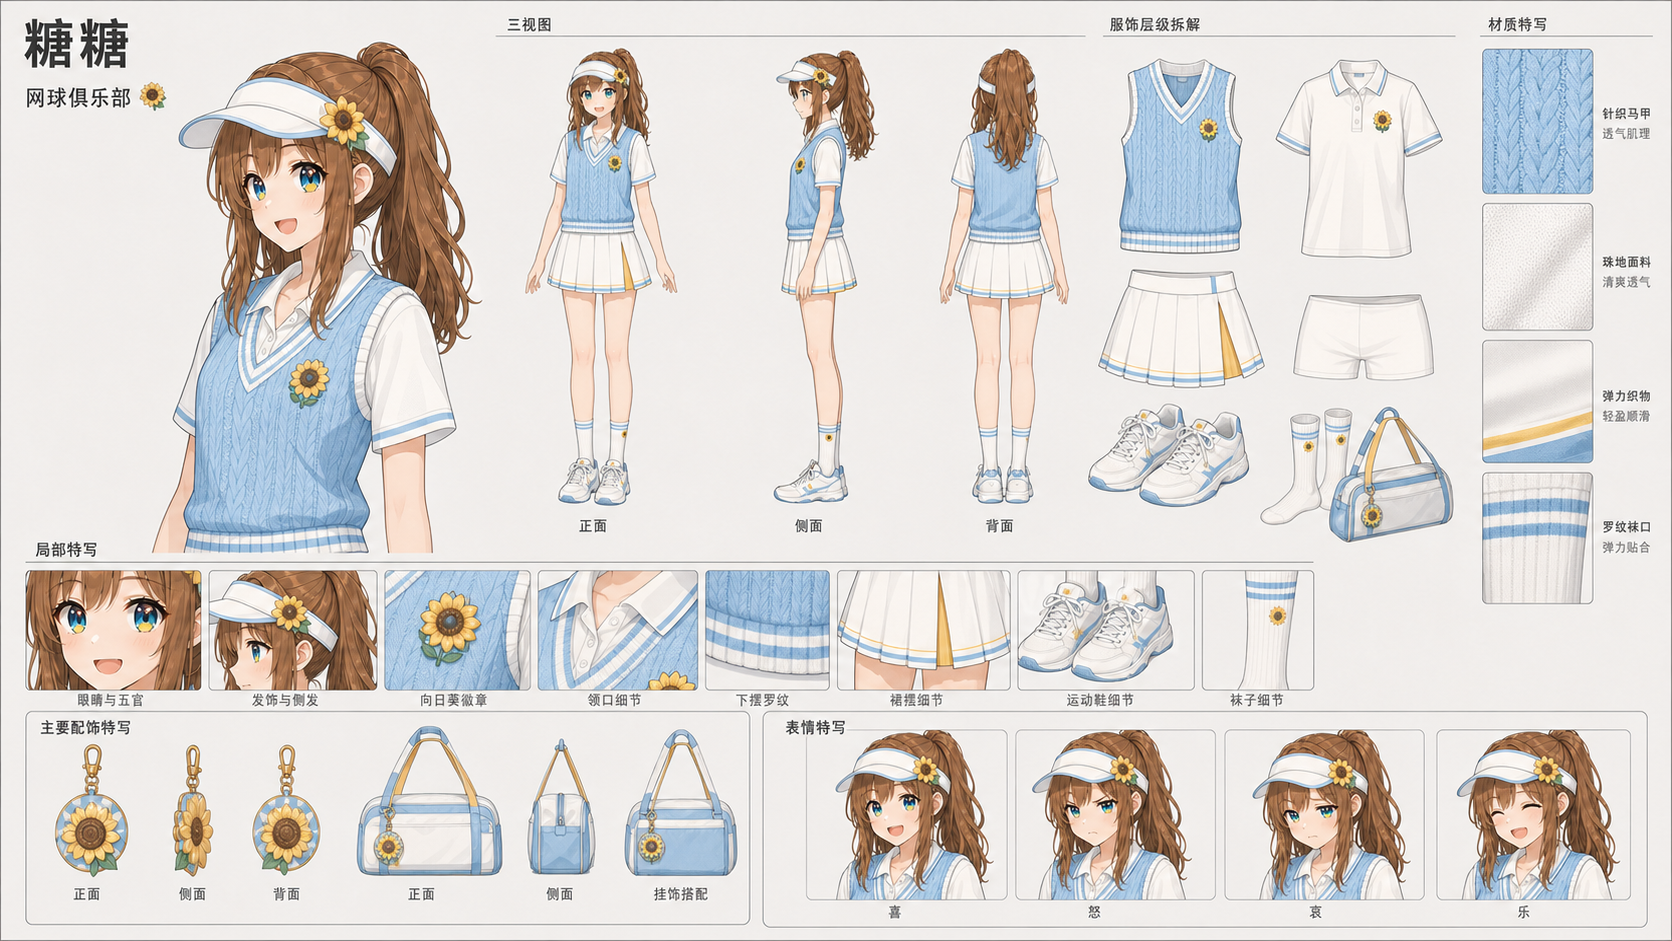 糖糖
网球俱乐部
三视图
正面
侧面
背面
服饰层级拆解
材质特写
针织马甲
透气肌理
珠地面料
清爽透气
弹力织物
轻盈顺滑
罗纹袜口
弹力贴合
局部特写
眼睛与五官
发饰与侧发
向日葵徽章
领口细节
下摆罗纹
裙摆细节
运动鞋细节
袜子细节
主要配饰特写
正面
侧面
背面
正面
侧面
挂饰搭配
表情特写
喜
怒
哀
乐